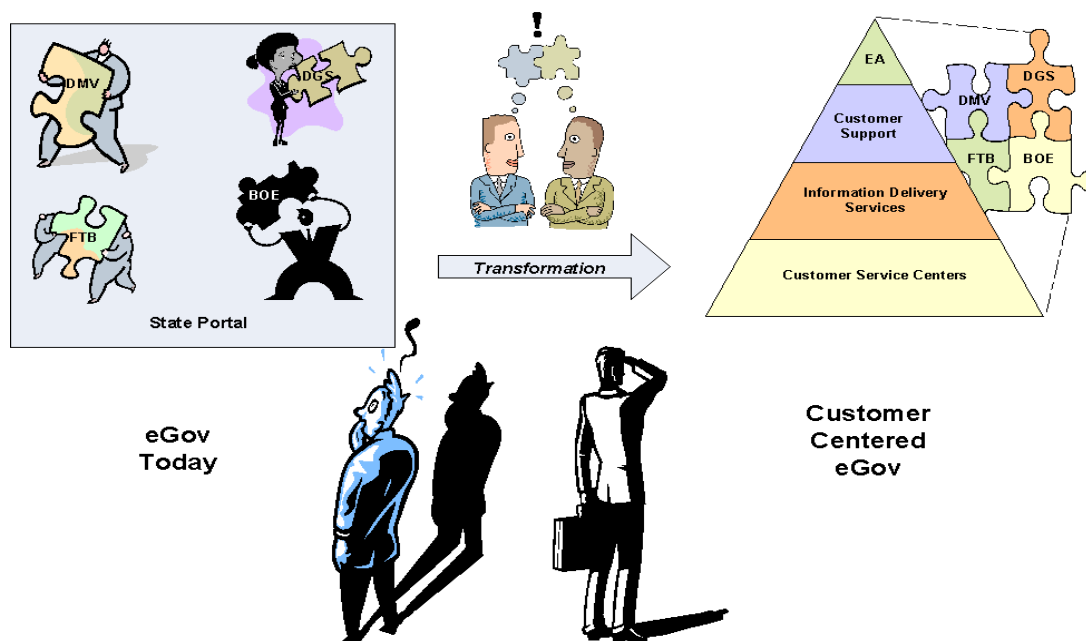 DMV
DGS
FTB
BOE
State Portal
!
Transformation
EA
Customer
Support
Information Delivery
Services
Customer Service Centers
DMV
DGS
FTB
BOE
eGov
Today
Customer
Centered
eGov